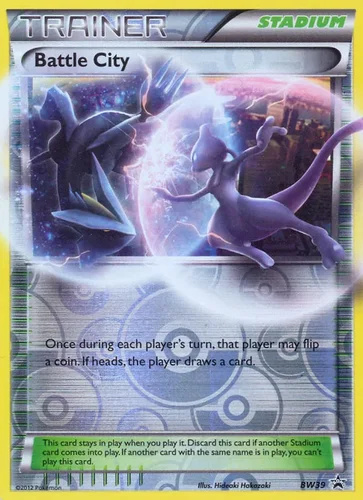 TRAINER
STADIUM
Battle City
Once during each player's turn, that player may flip
a coin. If heads, the player draws a card.
This card stays in play when you play it. Discard this card if another Stadium
card comes into play. If another card with the same name is in play, you can't
play this card.
©2012 Pokémon
Illus. Hideaki Hakozaki
BW39